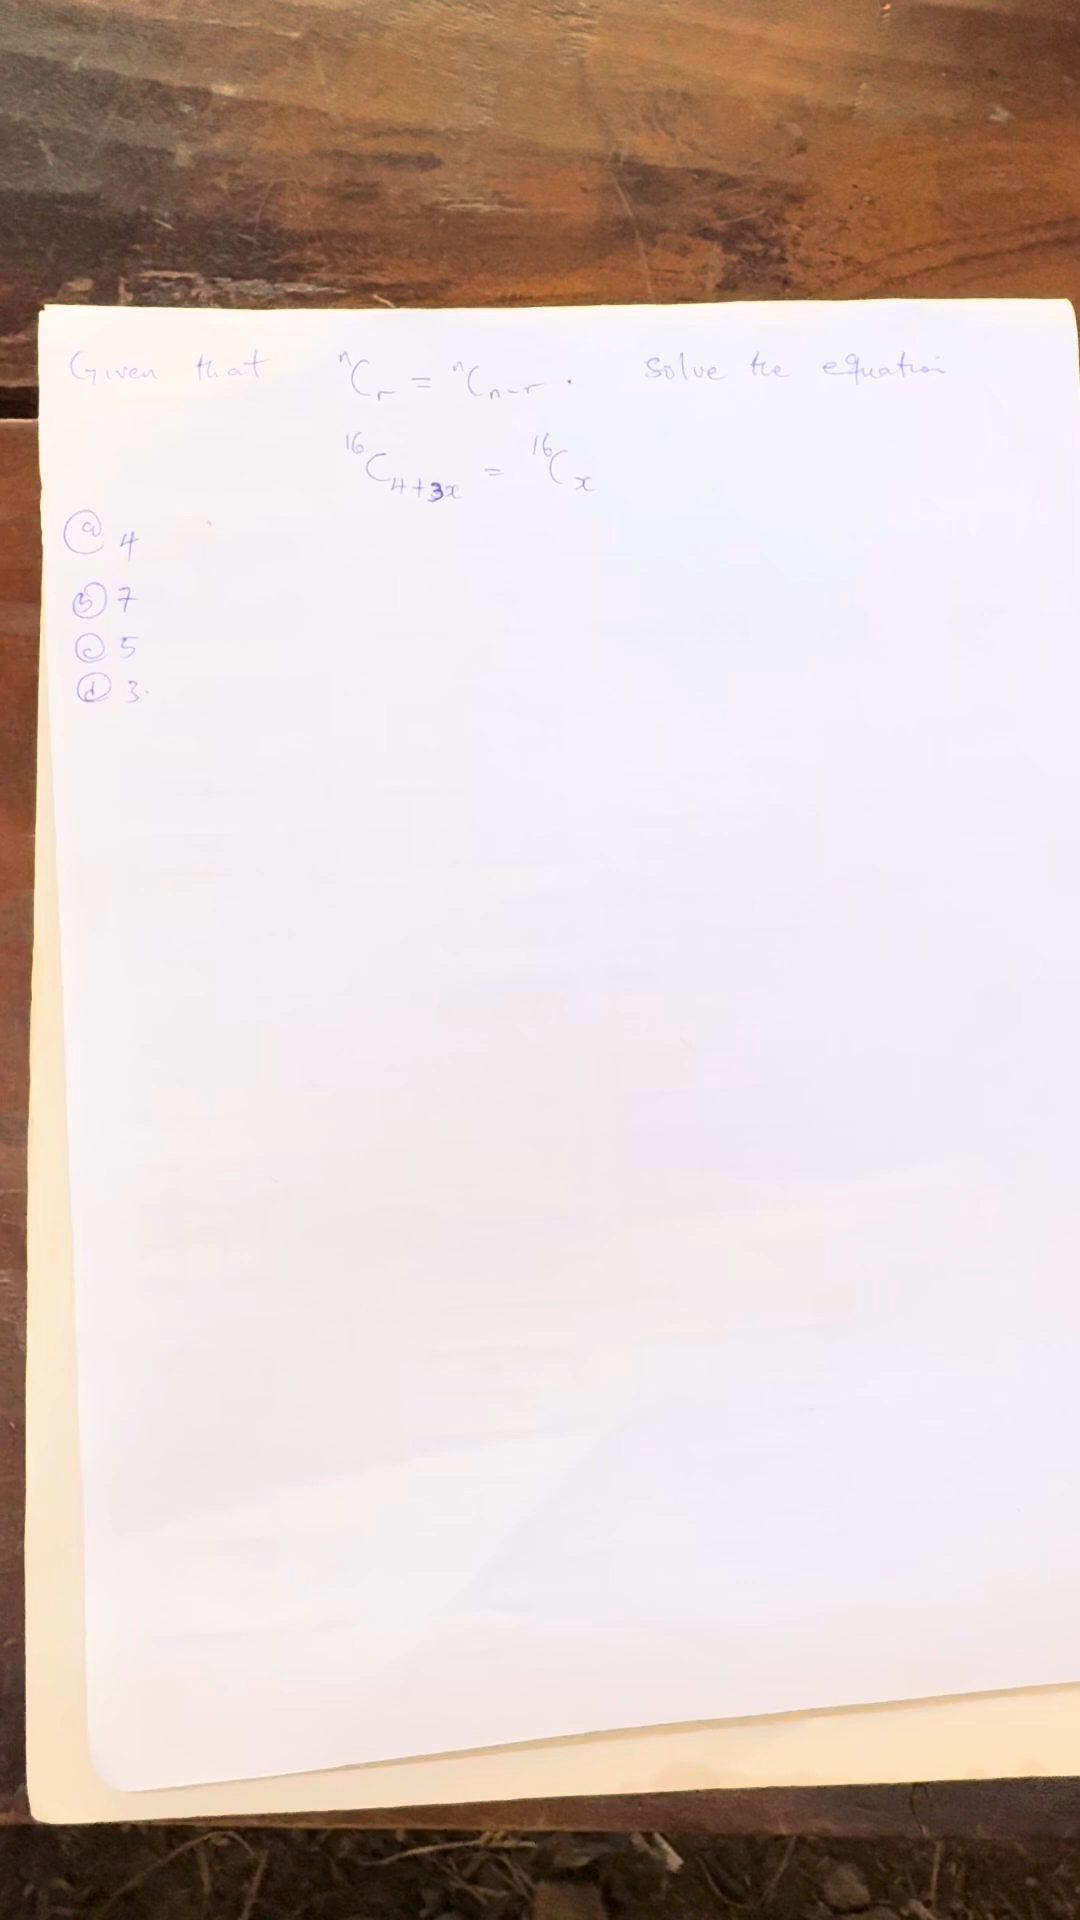 Given that ⁿCᵣ = ⁿCₙ₋ᵣ. Solve the equation
¹⁶C₄₊₃ₓ = ¹⁶Cₓ
ⓐ 4
ⓑ 7
ⓒ 5
ⓓ 3.